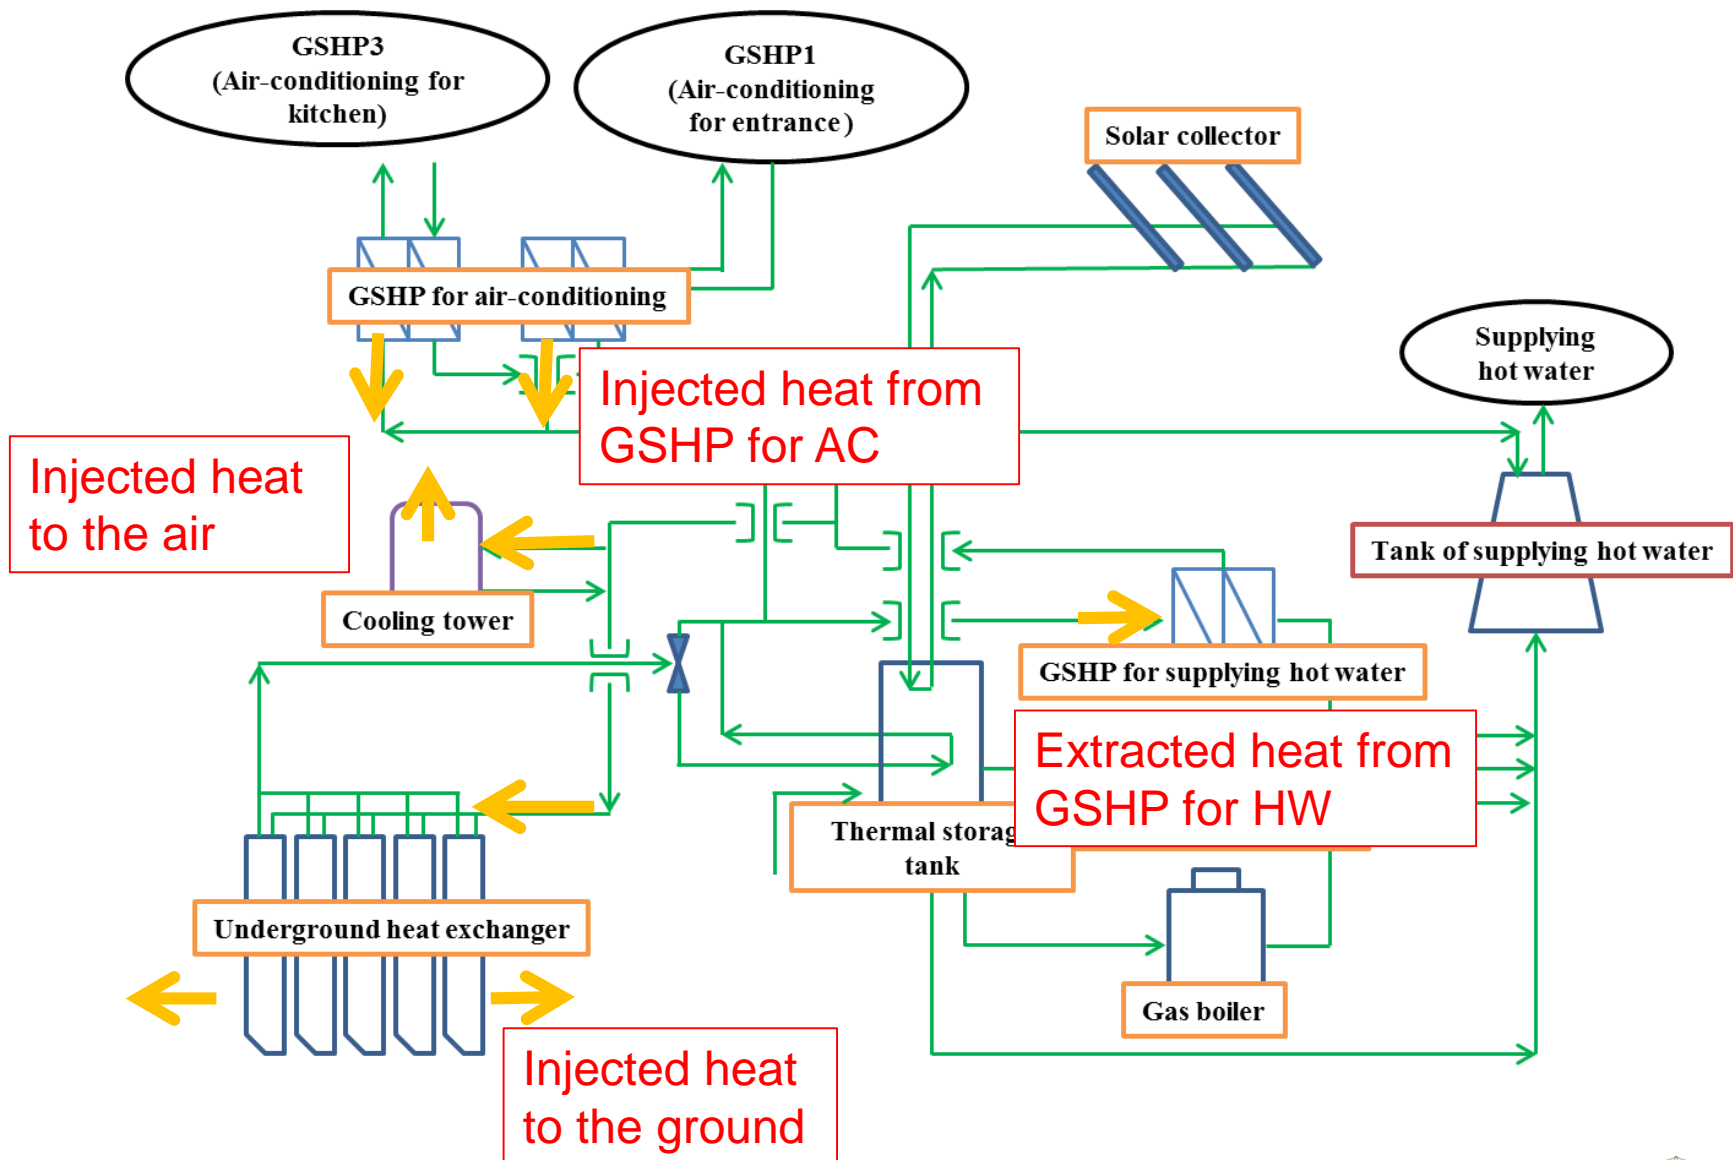 GSHP3
(Air-conditioning for
kitchen)
GSHP1
(Air-conditioning
for entrance)
Solar collector
GSHP for air-conditioning
Supplying
hot water
Injected heat from
GSHP for AC
Injected heat
to the air
Tank of supplying hot water
Cooling tower
GSHP for supplying hot water
Extracted heat from
GSHP for HW
Thermal storag
tank
Underground heat exchanger
Gas boiler
Injected heat
to the ground